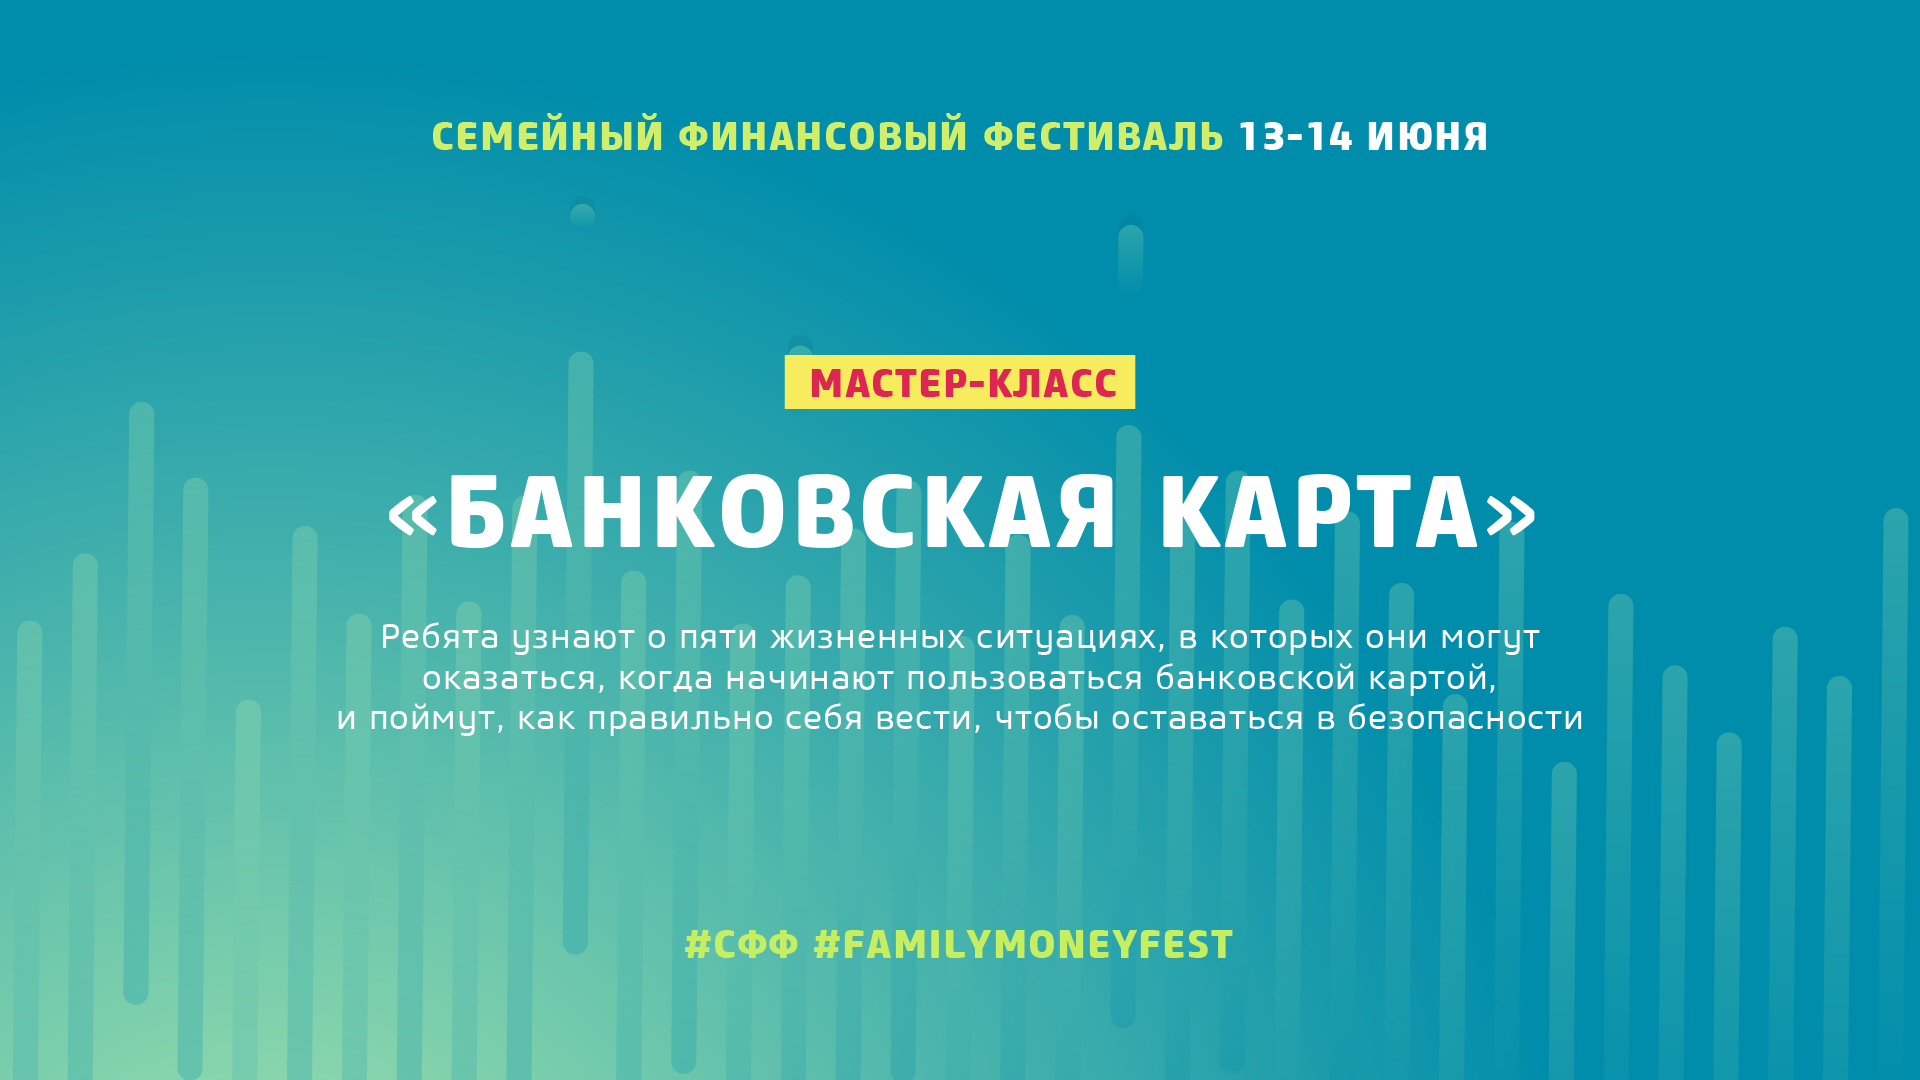 СЕМЕЙНЫЙ ФИНАНСОВЫЙ ФЕСТИВАЛЬ 13-14 ИЮНЯ
МАСТЕР-КЛАСС
«БАНКОВСКАЯ КАРТА»
Ребята узнают о пяти жизненных ситуациях, в которых они могут
оказаться, когда начинают пользоваться банковской картой,
и поймут, как правильно себя вести, чтобы оставаться в безопасности
#СФФ #FAMILYMONEYFEST